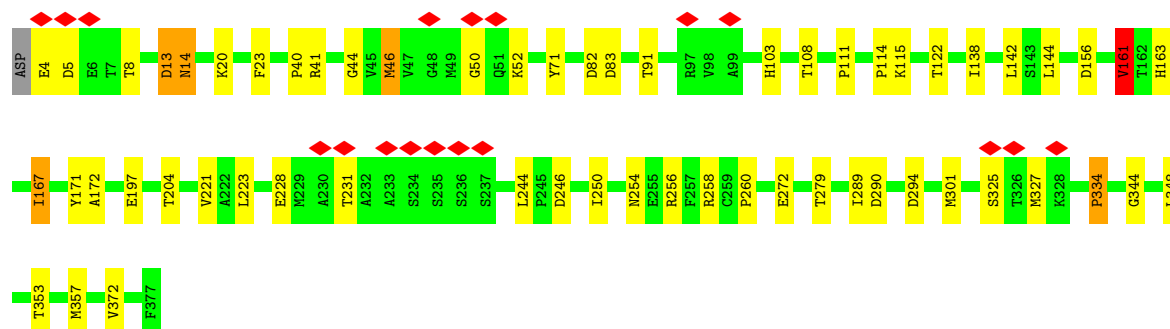 ASP E4 D5 E6 T7 T8 D13 N14 K20 F23 P40 R41 G44 V45 M46 V47 G48 M49 G50 Q51 K52 Y71 D82 D83 T91 R97 V98 A99 H103 T108 P111 P114 K115 T122 I138 L142 S143 L144 D156 V161 T162 H163
I167 Y171 A172 E197 T204 V221 A222 L223 E228 M229 A230 T231 A232 A233 S234 S235 S236 S237 L244 P245 D246 I250 N254 E255 R256 F257 R258 C259 P260 E272 T279 I289 D290 D294 M301 S325 T326 M327 K328 P334 G344
T353 M357 V372 F377